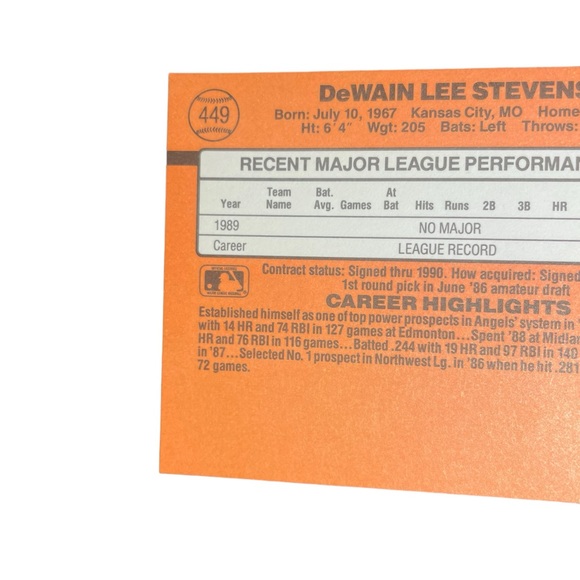 449
DeWAIN LEE STEVENS
Born: July 10, 1967 Kansas City, MO Home
Ht: 6'4" Wgt: 205 Bats: Left Throws:
RECENT MAJOR LEAGUE PERFORMAN
Year Team Name Bat. Avg. Games At Bat Hits Runs 2B 3B HR
1989 NO MAJOR
Career LEAGUE RECORD
Contract status: Signed thru 1990. How acquired: Signed
1st round pick in June '86 amateur draft
CAREER HIGHLIGHTS
Established himself as one of top power prospects in Angels' system in
with 14 HR and 74 RBI in 127 games at Edmonton...Spent '88 at Midlan
HR and 76 RBI in 116 games...Batted .244 with 19 HR and 97 RBI in 140
in '87...Selected No. 1 prospect in Northwest Lg. in '86 when he hit .281
72 games.